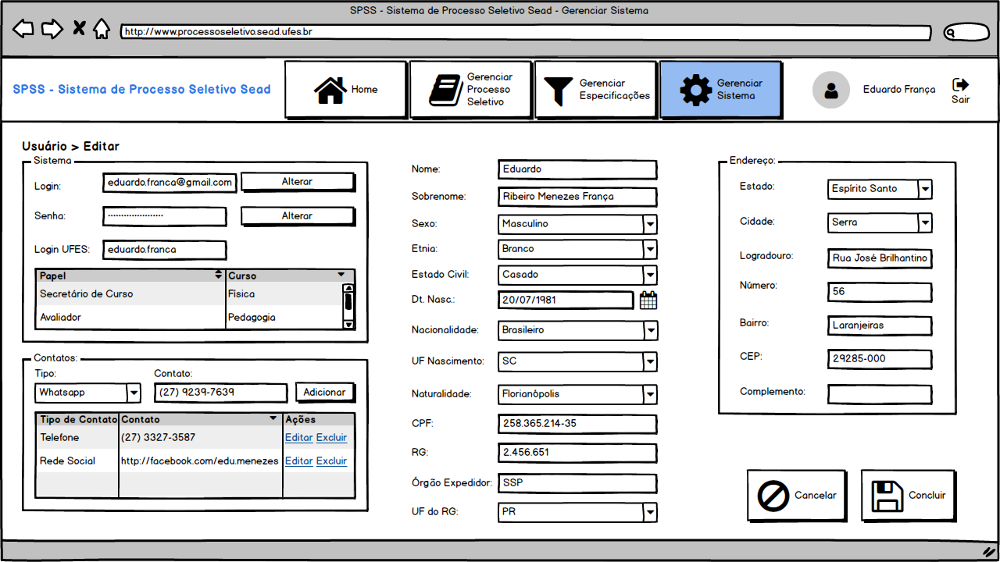 SPSS - Sistema de Processo Seletivo Sead - Gerenciar Sistema
http://www.processoseletivo.sead.ufes.br
SPSS - Sistema de Processo Seletivo Sead
Home
Gerenciar
Processo
Seletivo
Gerenciar
Especificações
Gerenciar
Sistema
Eduardo França
Sair
Usuário > Editar
Sistema
Login: eduardo.franca@gmail.com Alterar
Senha: Alterar
Login UFES: eduardo.franca
Papel Curso
Secretário de Curso Física
Avaliador Pedagogia
Contatos:
Tipo: Contato:
Whatsapp (27) 9239-7639 Adicionar
Tipo de Contato Contato Ações
Telefone (27) 3327-3587 Editar Excluir
Rede Social http://facebook.com/edu.menezes Editar Excluir
Nome: Eduardo
Sobrenome: Ribeiro Menezes França
Sexo: Masculino
Etnia: Branco
Estado Civil: Casado
Dt. Nasc.: 20/07/1981
Nacionalidade: Brasileiro
UF Nascimento: SC
Naturalidade: Florianópolis
CPF: 258.365.214-35
RG: 2.456.651
Órgão Expedidor: SSP
UF do RG: PR
Endereço:
Estado: Espírito Santo
Cidade: Serra
Logradouro: Rua José Brilhantino
Número: 56
Bairro: Laranjeiras
CEP: 29285-000
Complemento:
Cancelar
Concluir